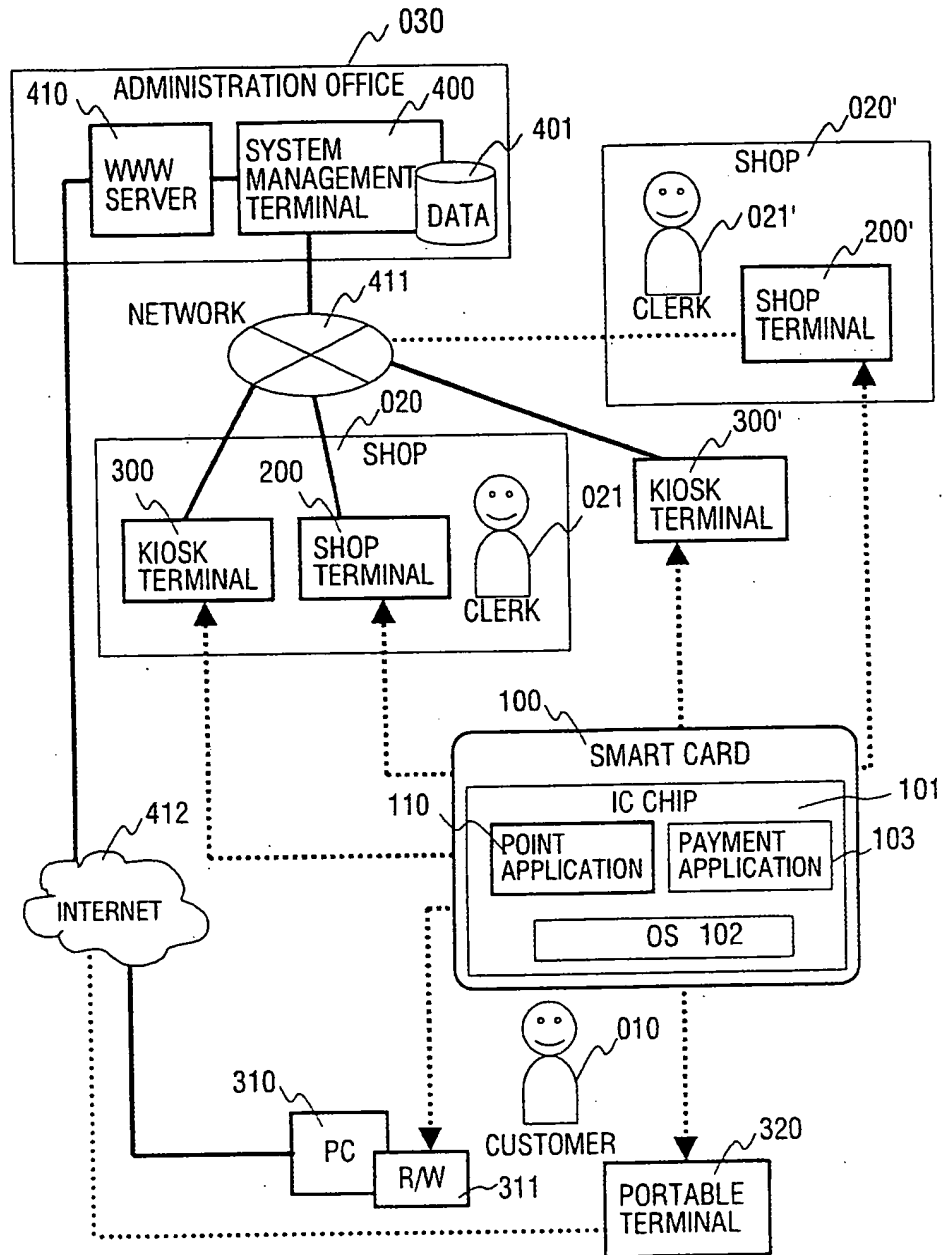 030
ADMINISTRATION OFFICE
410
400
401
WWW
SERVER
SYSTEM
MANAGEMENT
TERMINAL
DATA
020'
SHOP
021'
200'
CLERK
SHOP
TERMINAL
NETWORK
411
020
SHOP
300
200
021
KIOSK
TERMINAL
SHOP
TERMINAL
CLERK
300'
KIOSK
TERMINAL
100
SMART CARD
IC CHIP
101
110
POINT
APPLICATION
PAYMENT
APPLICATION
103
OS 102
412
INTERNET
010
CUSTOMER
310
PC
R/W
311
320
PORTABLE
TERMINAL